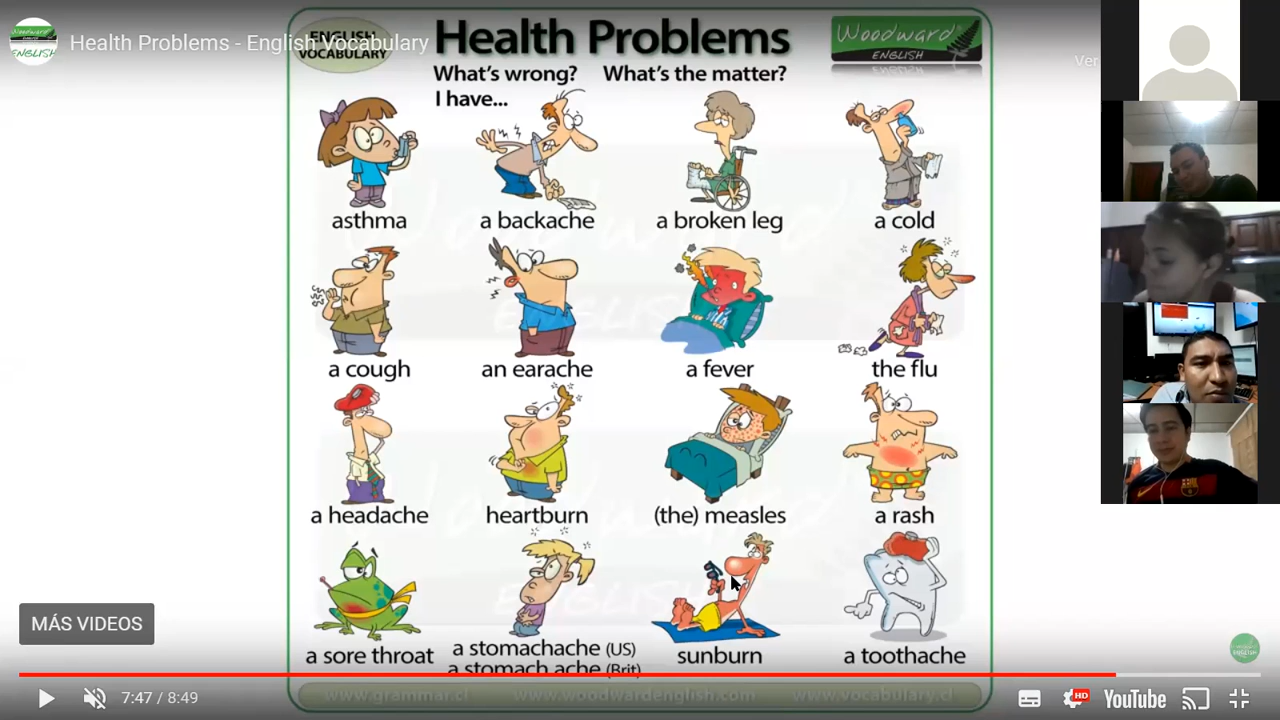 Health Problems - English Vocabulary
ENGLISH
VOCABULARY
Health Problems
Woodward
ENGLISH
What's wrong? What's the matter?
I have...
Ver
asthma
a backache
a broken leg
a cold
a cough
an earache
a fever
the flu
a headache
heartburn
(the) measles
a rash
a sore throat
a stomachache (US)
a stomach ache (Brit)
sunburn
a toothache
MÁS VIDEOS
www.grammar.cl www.woodwardenglish.com www.vocabulary.cl
7:47 / 8:49
HD
YouTube